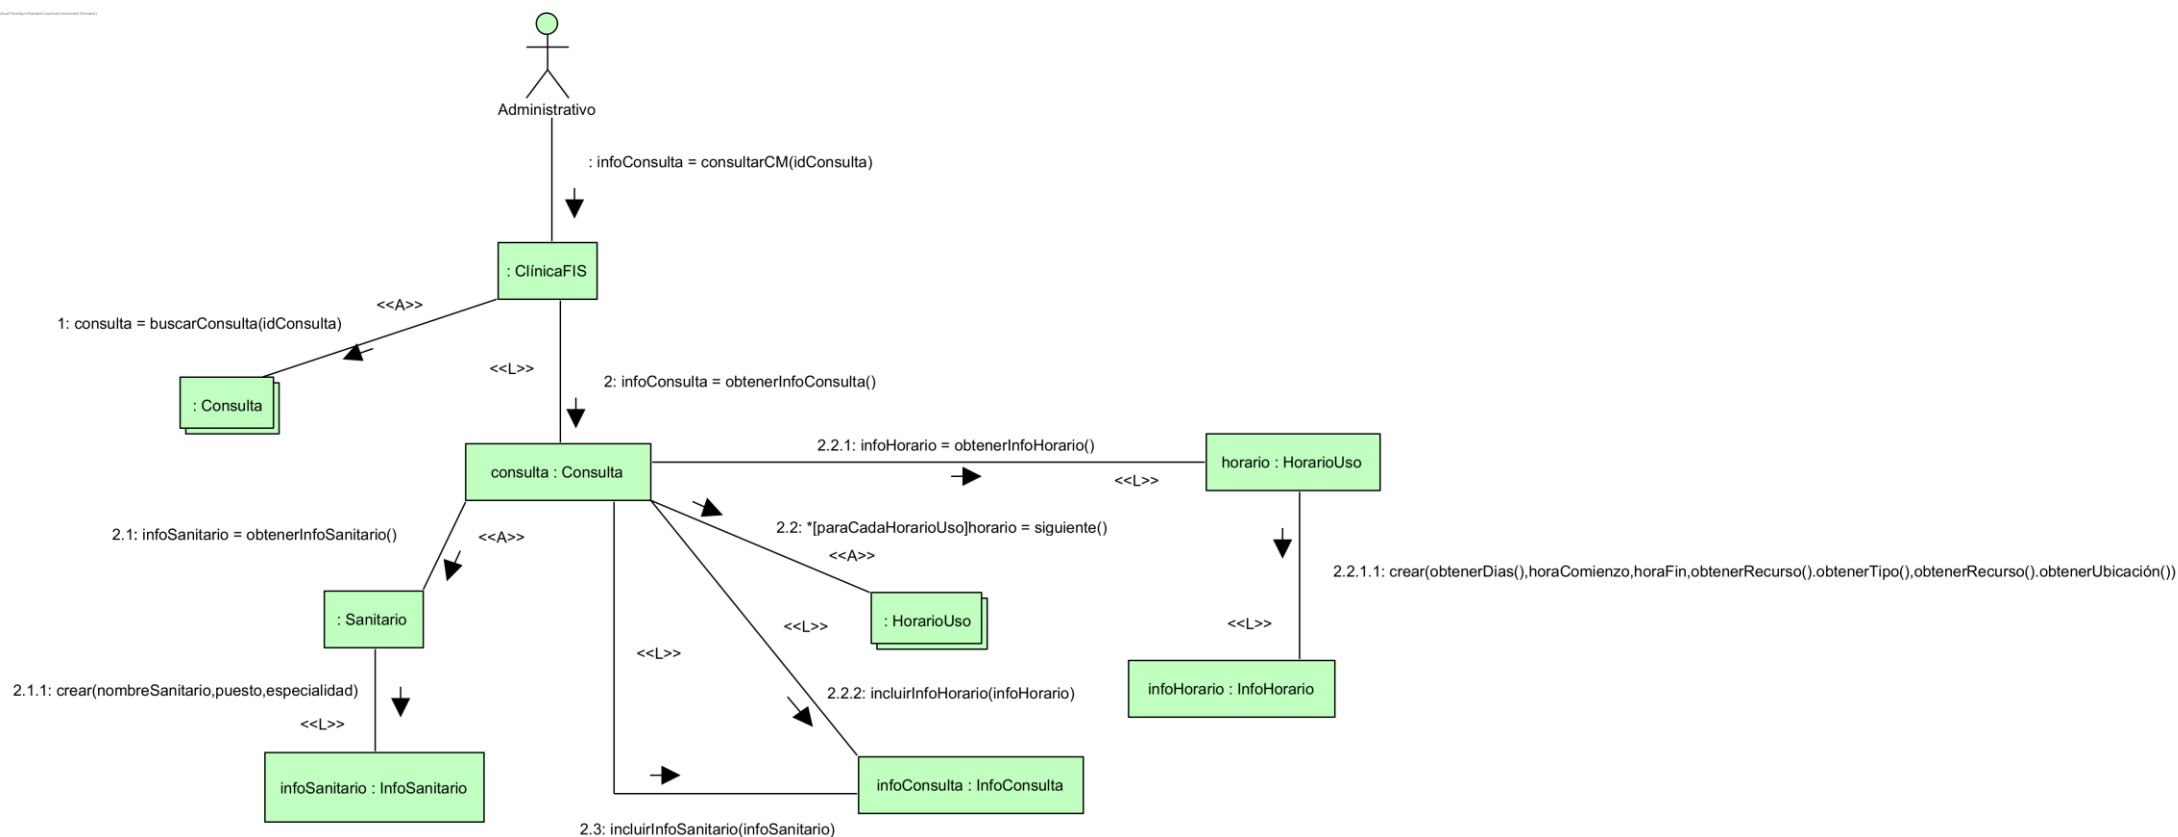 Administrativo
: infoConsulta = consultarCM(idConsulta)
: ClínicaFIS
<<A>>
1: consulta = buscarConsulta(idConsulta)
<<L>>
2: infoConsulta = obtenerInfoConsulta()
: Consulta
2.2.1: infoHorario = obtenerInfoHorario()
horario : HorarioUso
consulta : Consulta
<<L>>
2.2: *[paraCadaHorarioUso]horario = siguiente()
2.1: infoSanitario = obtenerInfoSanitario()
<<A>>
<<A>>
2.2.1.1: crear(obtenerDias(),horaComienzo,horaFin,obtenerRecurso().obtenerTipo(),obtenerRecurso().obtenerUbicación())
: Sanitario
: HorarioUso
<<L>>
<<L>>
<<L>>
2.1.1: crear(nombreSanitario,puesto,especialidad)
2.2.2: incluirInfoHorario(infoHorario)
infoHorario : InfoHorario
<<L>>
infoSanitario : InfoSanitario
infoConsulta : InfoConsulta
2.3: incluirInfoSanitario(infoSanitario)